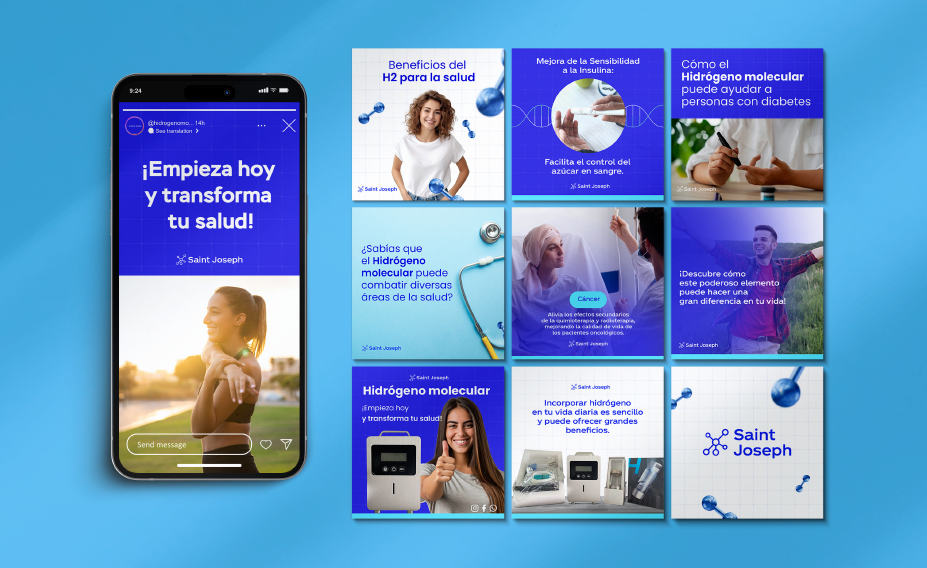 9:24
@hidrogenomo... 14h
See translation >
¡Empieza hoy
y transforma
tu salud!
Saint Joseph
Send message
Beneficios del
H2 para la salud
Saint Joseph
Mejora de la Sensibilidad
a la Insulina:
Facilita el control del
azúcar en sangre.
Saint Joseph
Cómo el
Hidrógeno molecular
puede ayudar a
personas con diabetes
Saint Joseph
¿Sabías que
el Hidrógeno
molecular puede
combatir diversas
áreas de la salud?
Saint Joseph
Cáncer
Alivia los efectos secundarios
de la quimioterapia y radioterapia,
mejorando la calidad de vida de
los pacientes oncológicos.
Saint Joseph
¡Descubre cómo
este poderoso elemento
puede hacer una
gran diferencia en tu vida!
Saint Joseph
Saint Joseph
Hidrógeno molecular
¡Empieza hoy
y transforma tu salud!
Saint Joseph
Incorporar hidrógeno
en tu vida diaria es sencillo
y puede ofrecer grandes
beneficios.
Saint
Joseph